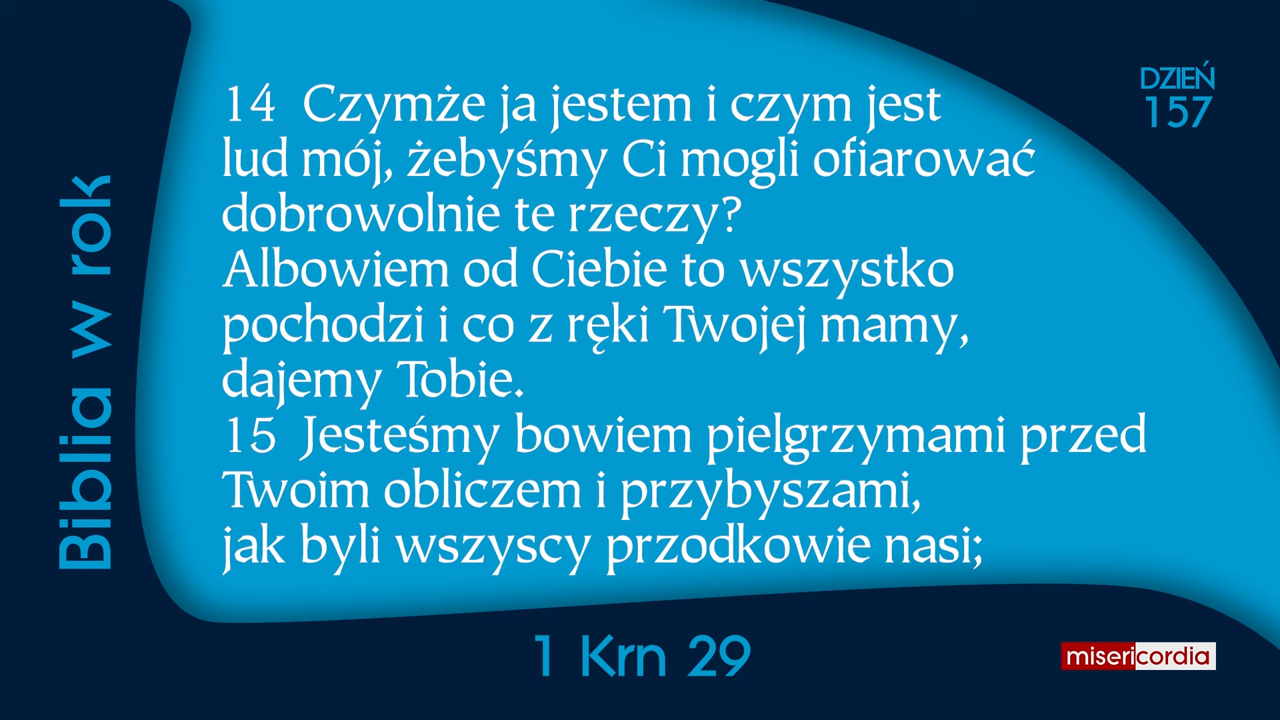 DZIEŃ
157
14 Czymże ja jestem i czym jest
lud mój, żebyśmy Ci mogli ofiarować
dobrowolnie te rzeczy?
Albowiem od Ciebie to wszystko
pochodzi i co z ręki Twojej mamy,
dajemy Tobie.
15 Jesteśmy bowiem pielgrzymami przed
Twoim obliczem i przybyszami,
jak byli wszyscy przodkowie nasi;
Biblia w rok
1 Krn 29
misericordia